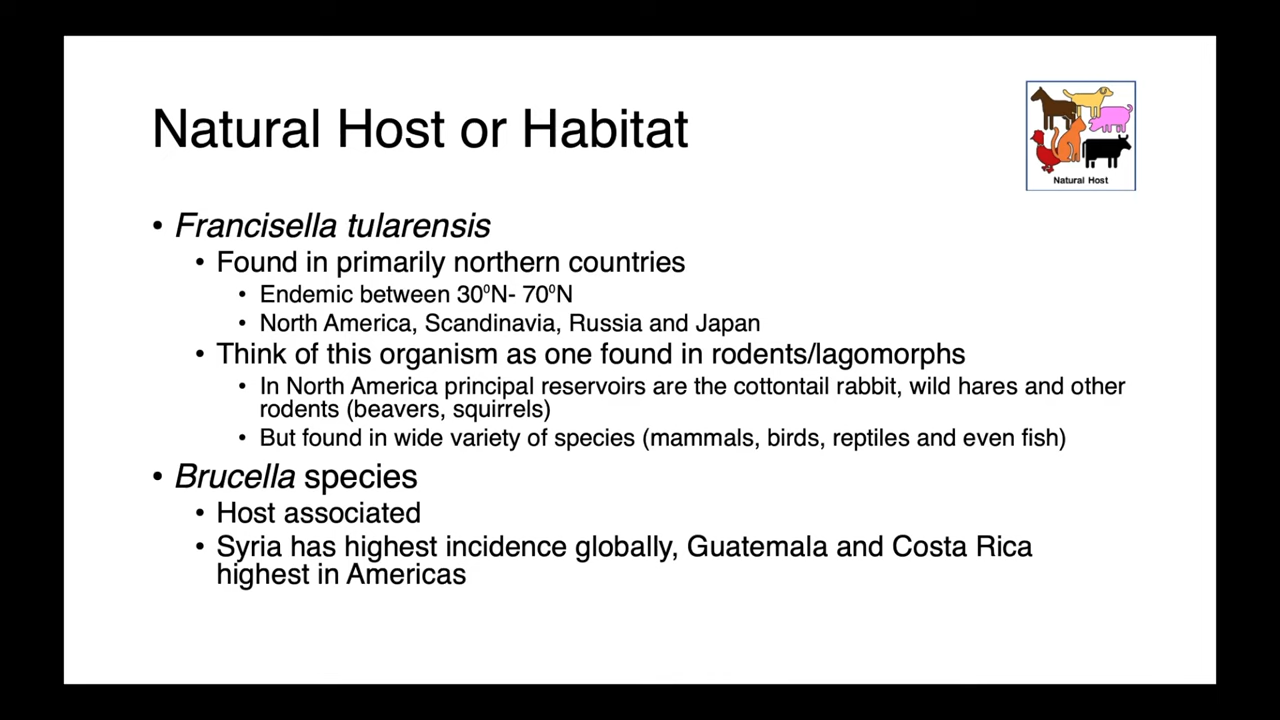 Natural Host or Habitat
Natural Host
• Francisella tularensis
• Found in primarily northern countries
• Endemic between 30⁰N- 70⁰N
• North America, Scandinavia, Russia and Japan
• Think of this organism as one found in rodents/lagomorphs
• In North America principal reservoirs are the cottontail rabbit, wild hares and other
rodents (beavers, squirrels)
• But found in wide variety of species (mammals, birds, reptiles and even fish)
• Brucella species
• Host associated
• Syria has highest incidence globally, Guatemala and Costa Rica
highest in Americas